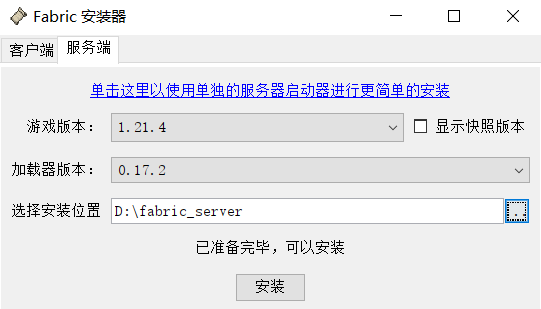 Fabric 安装器
客户端 服务端
单击这里以使用单独的服务器启动器进行更简单的安装
游戏版本： 1.21.4 显示快照版本
加载器版本： 0.17.2
选择安装位置 D:\fabric_server .
已准备完毕，可以安装
安装